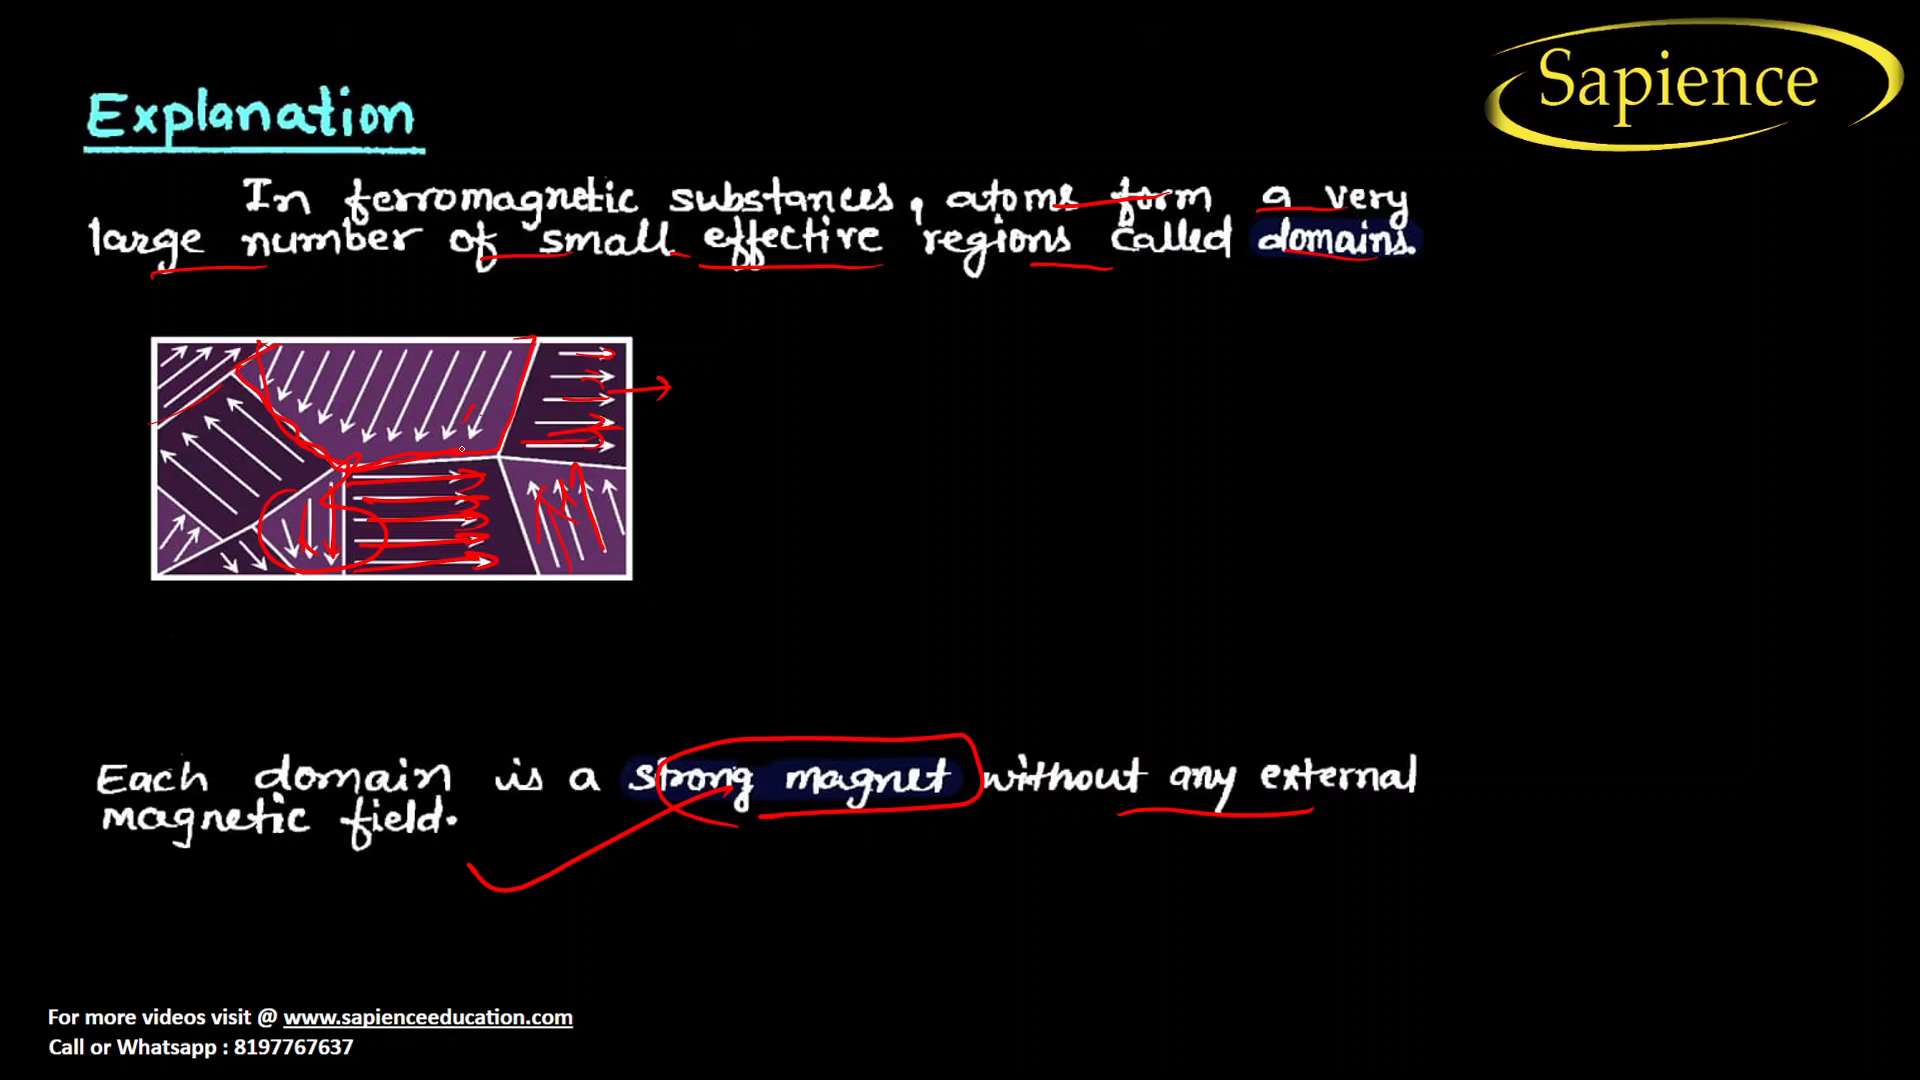 Sapience
Explanation
In ferromagnetic substances, atoms form a very
large number of small effective regions called domains.
Each domain is a strong magnet without any external
magnetic field.
For more videos visit @ www.sapienceeducation.com
Call or Whatsapp : 8197767637